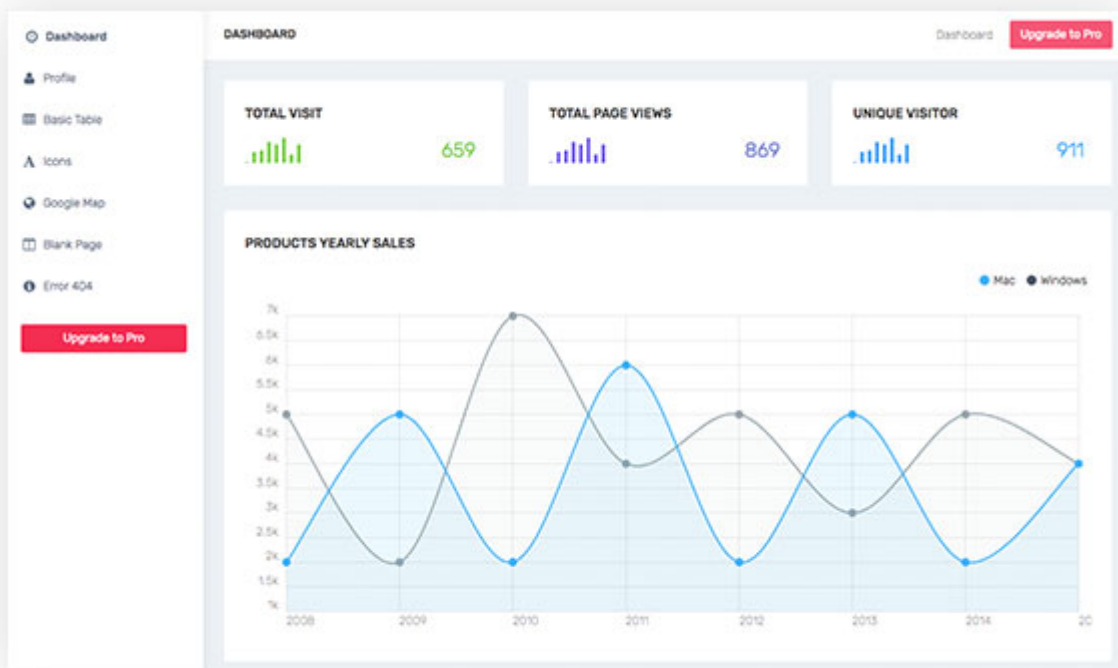 Dashboard
Profile
Basic Table
Icons
Google Map
Blank Page
Error 404
Upgrade to Pro
DASHBOARD
Dashboard
Upgrade to Pro
TOTAL VISIT
659
TOTAL PAGE VIEWS
869
UNIQUE VISITOR
911
PRODUCTS YEARLY SALES
Mac Windows
7k
6.5k
6k
5.5k
5k
4.5k
4k
3.5k
3k
2.5k
2k
1.5k
1k
2008 2009 2010 2011 2012 2013 2014 20